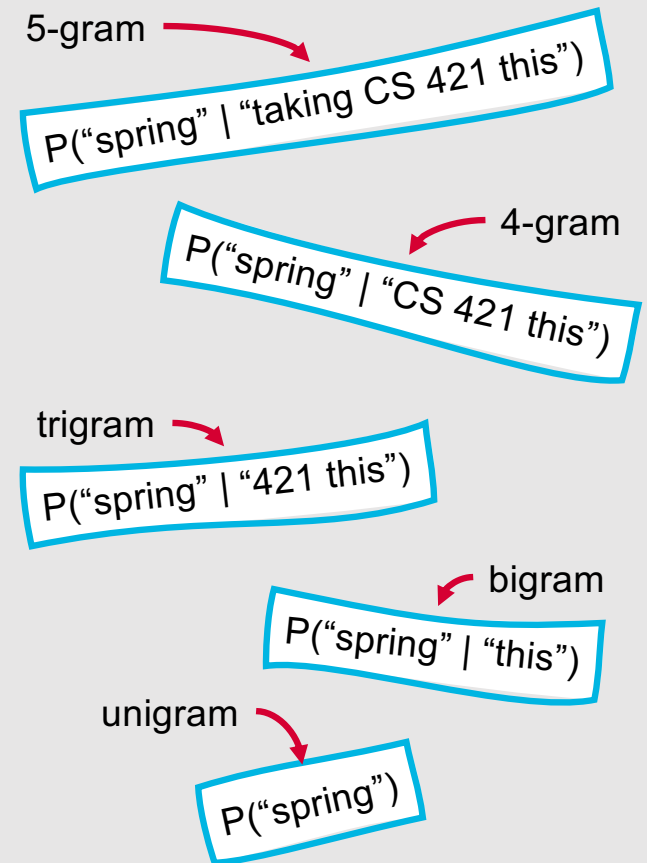 5-gram
P(“spring” | “taking CS 421 this”)
4-gram
P(“spring” | “CS 421 this”)
trigram
P(“spring” | “421 this”)
bigram
P(“spring” | “this”)
unigram
P(“spring”)